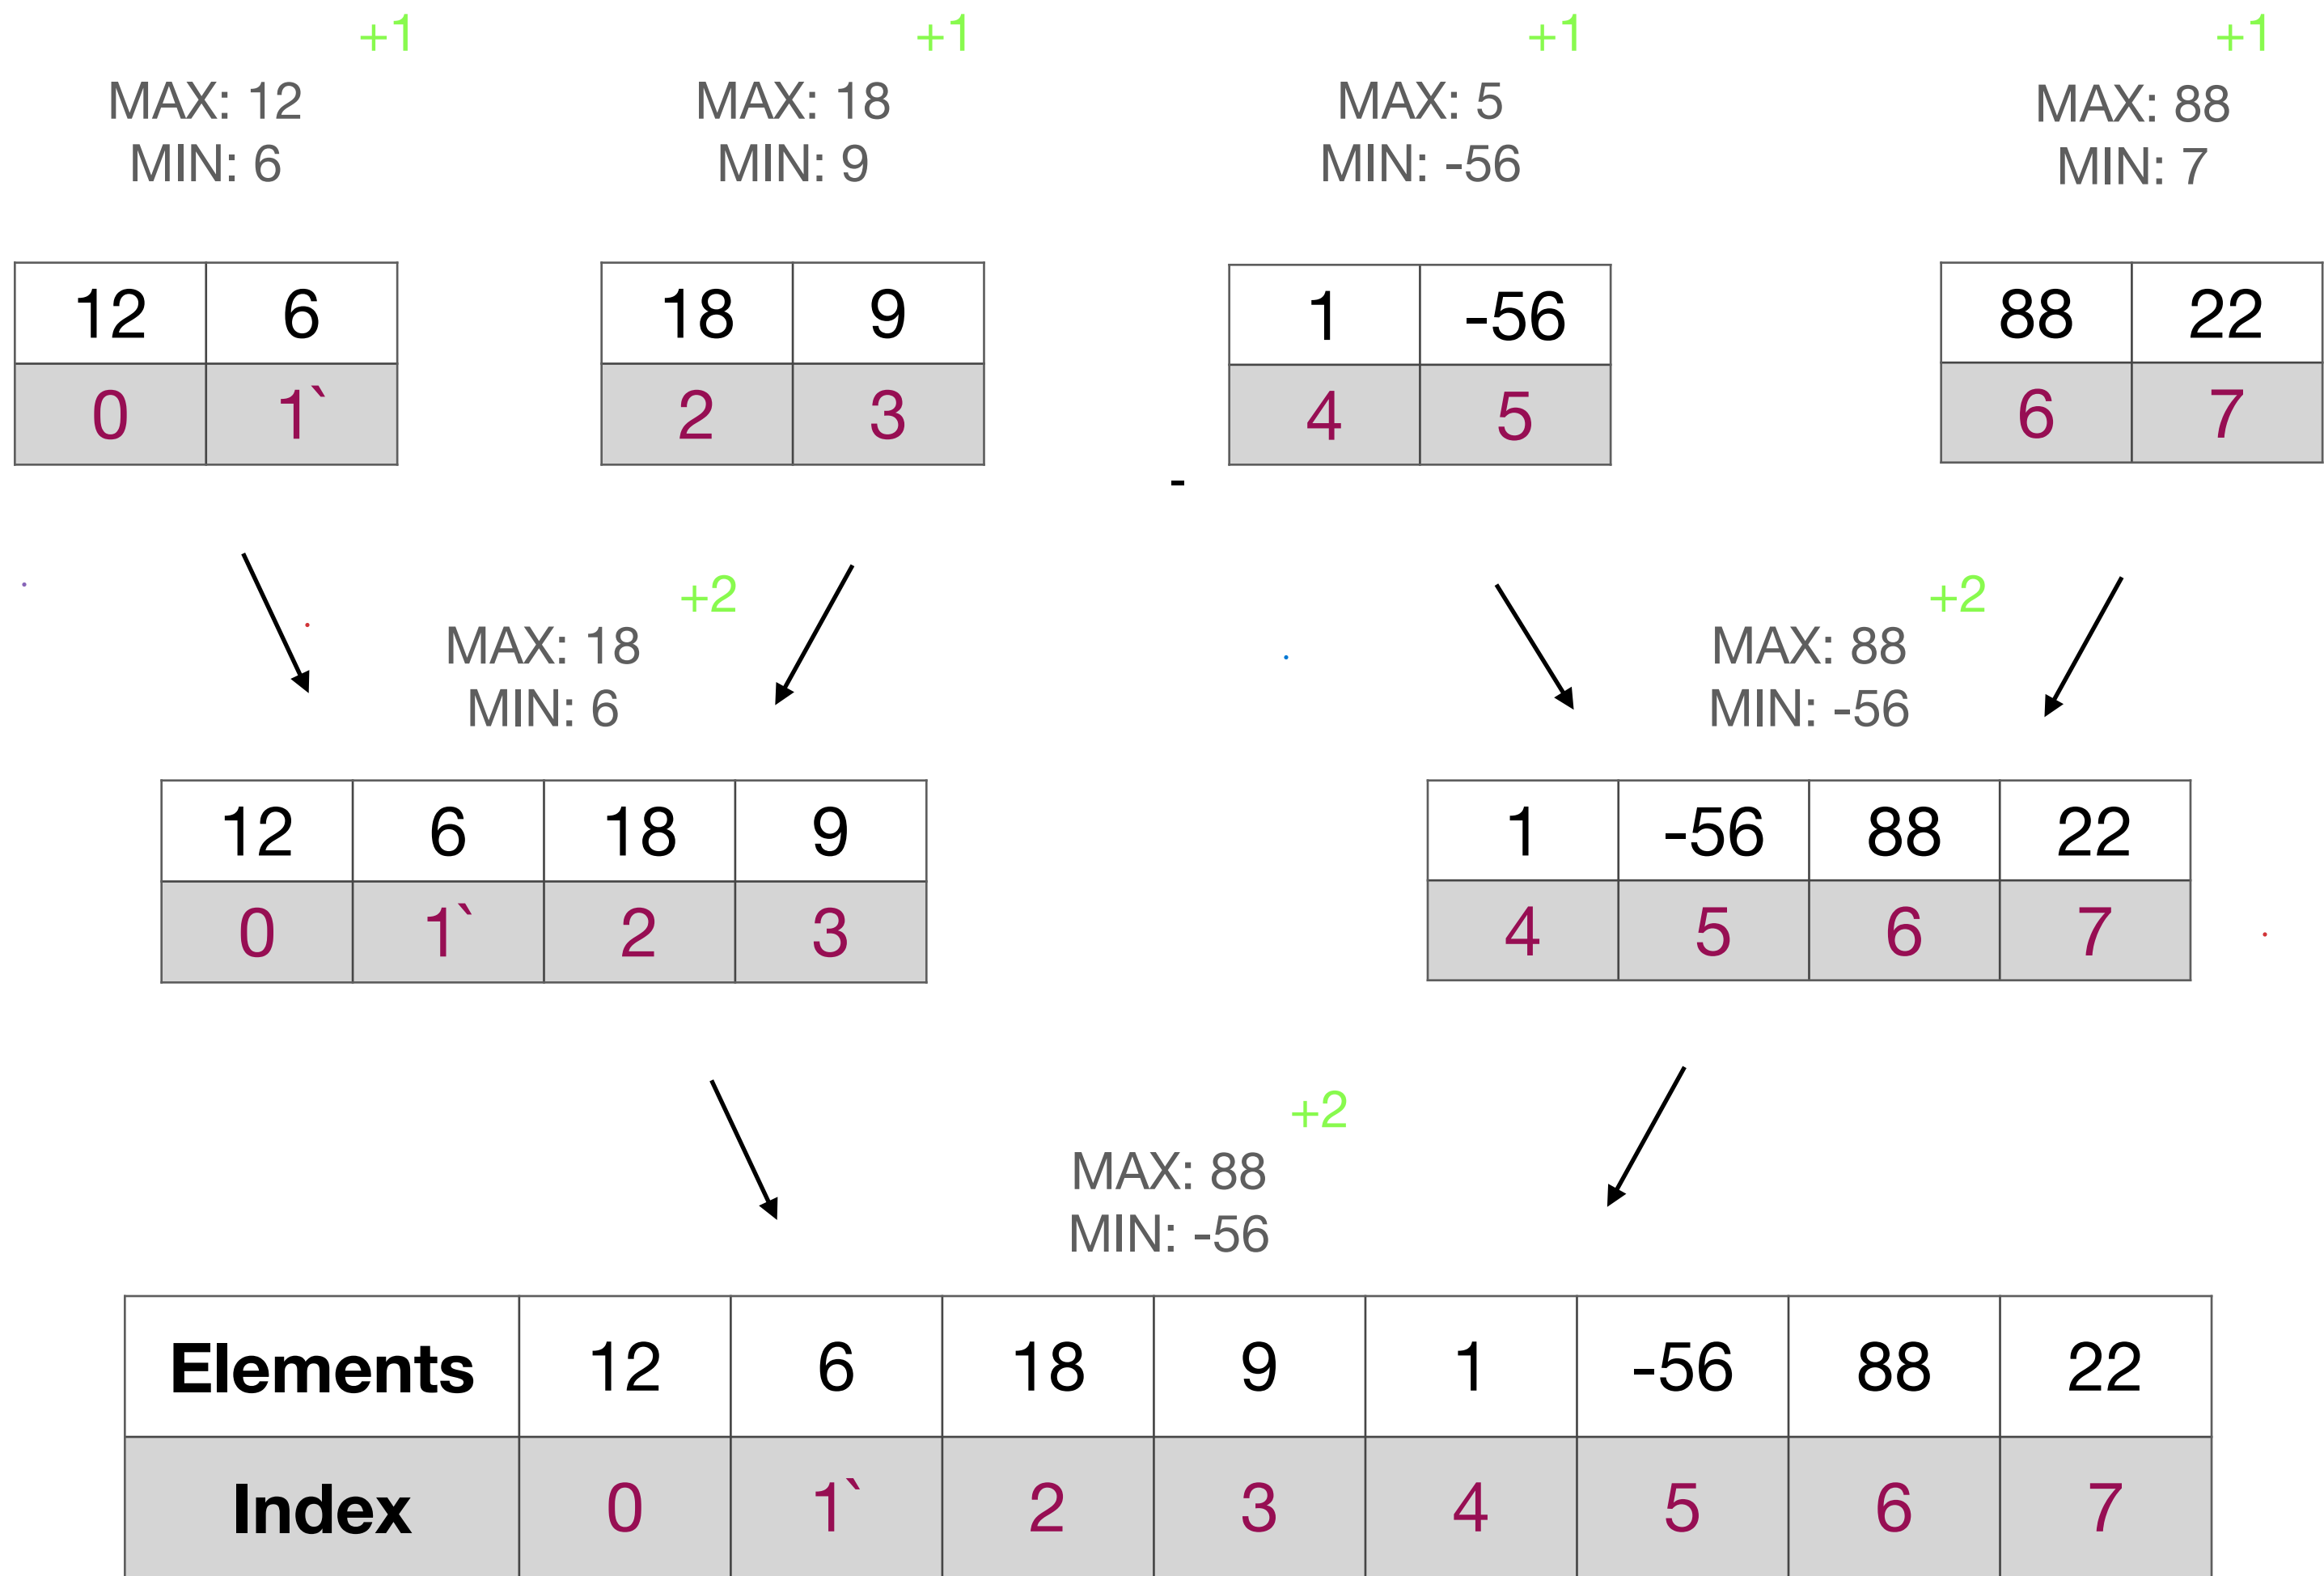 +1 +1 +1 +1
MAX: 12 MAX: 18 MAX: 5 MAX: 88
MIN: 6 MIN: 9 MIN: -56 MIN: 7
12 6 18 9 1 -56 88 22
0 1` 2 3 4 5 6 7
-
+2 +2
MAX: 18 MAX: 88
MIN: 6 MIN: -56
12 6 18 9 1 -56 88 22
0 1` 2 3 4 5 6 7
+2
MAX: 88
MIN: -56
Elements 12 6 18 9 1 -56 88 22
Index 0 1` 2 3 4 5 6 7